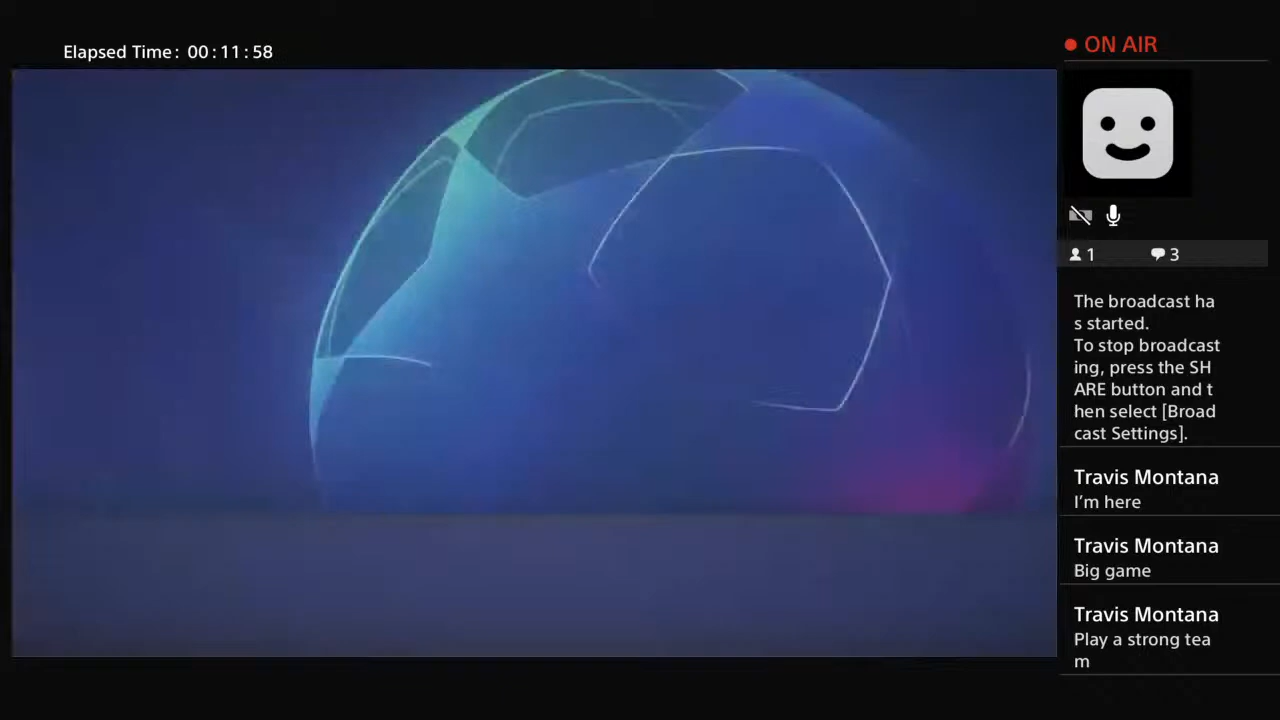 Elapsed Time: 00:11:58
ON AIR
1
3
The broadcast ha
s started.
To stop broadcast
ing, press the SH
ARE button and t
hen select [Broad
cast Settings].
Travis Montana
I'm here
Travis Montana
Big game
Travis Montana
Play a strong tea
m